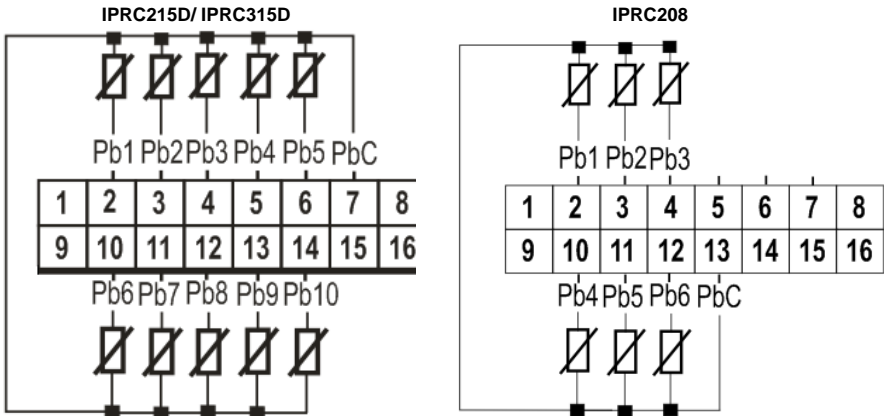 IPRC215D/ IPRC315D
Pb1 Pb2 Pb3 Pb4 Pb5 PbC
1 2 3 4 5 6 7 8
9 10 11 12 13 14 15 16
Pb6 Pb7 Pb8 Pb9 Pb10
IPRC208
Pb1 Pb2 Pb3
1 2 3 4 5 6 7 8
9 10 11 12 13 14 15 16
Pb4 Pb5 Pb6 PbC